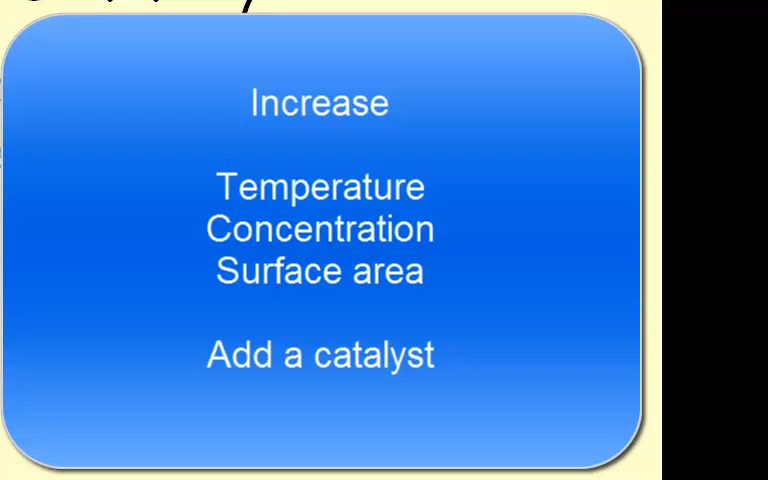 Increase
Temperature
Concentration
Surface area
Add a catalyst